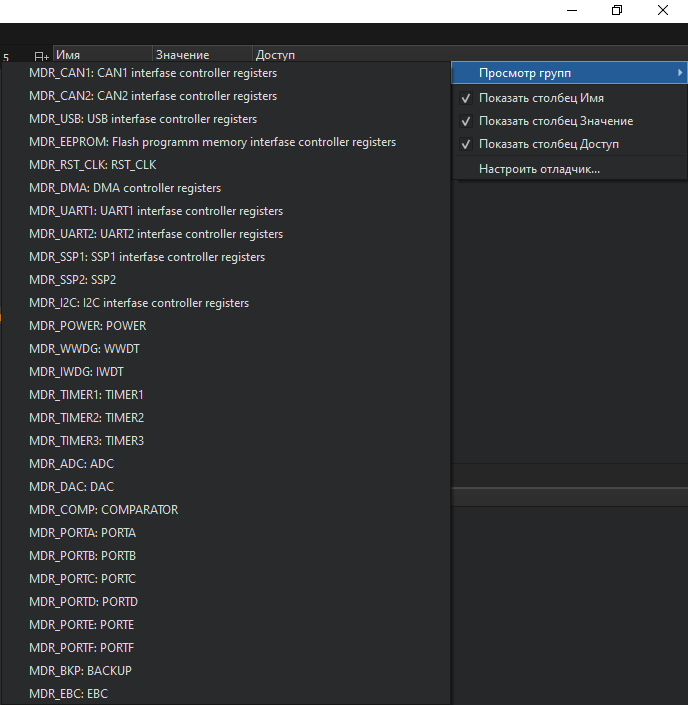 5 Имя Значение Доступ
MDR_CAN1: CAN1 interfase controller registers
MDR_CAN2: CAN2 interfase controller registers
MDR_USB: USB interfase controller registers
MDR_EEPROM: Flash programm memory interfase controller registers
MDR_RST_CLK: RST_CLK
MDR_DMA: DMA controller registers
MDR_UART1: UART1 interfase controller registers
MDR_UART2: UART2 interfase controller registers
MDR_SSP1: SSP1 interfase controller registers
MDR_SSP2: SSP2
MDR_I2C: I2C interfase controller registers
MDR_POWER: POWER
MDR_WWDG: WWDT
MDR_IWDG: IWDT
MDR_TIMER1: TIMER1
MDR_TIMER2: TIMER2
MDR_TIMER3: TIMER3
MDR_ADC: ADC
MDR_DAC: DAC
MDR_COMP: COMPARATOR
MDR_PORTA: PORTA
MDR_PORTB: PORTB
MDR_PORTC: PORTC
MDR_PORTD: PORTD
MDR_PORTE: PORTE
MDR_PORTF: PORTF
MDR_BKP: BACKUP
MDR_EBC: EBC
Просмотр групп
Показать столбец Имя
Показать столбец Значение
Показать столбец Доступ
Настроить отладчик...